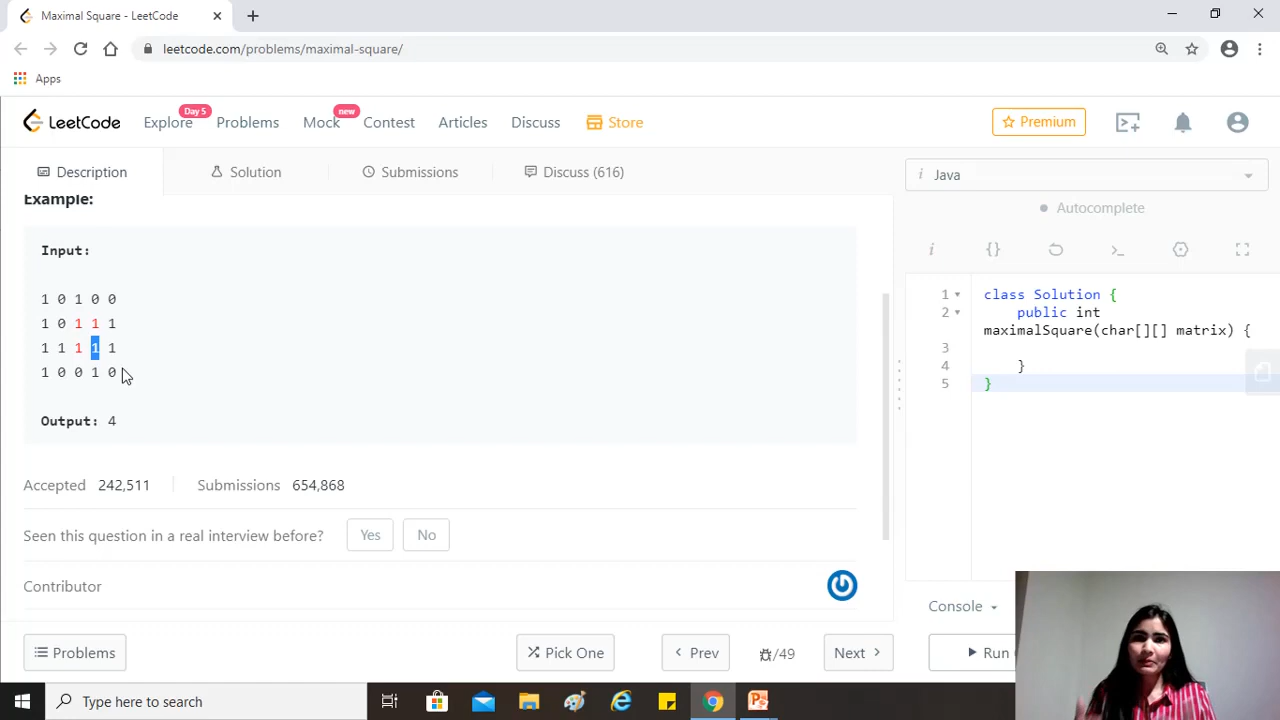 Maximal Square - LeetCode
leetcode.com/problems/maximal-square/
Apps
LeetCode
Explore
Day 5
Problems
Mock
new
Contest
Articles
Discuss
Store
Premium
Description
Solution
Submissions
Discuss (616)
i Java
Autocomplete
Example:
Input:
1 0 1 0 0
1 0 1 1 1
1 1 1 1 1
1 0 0 1 0
Output: 4
i {} >_
1 class Solution {
2 public int
maximalSquare(char[][] matrix) {
3
4 }
5 }
Accepted 242,511 Submissions 654,868
Seen this question in a real interview before? Yes No
Contributor
Console
Problems
Pick One
Prev
/49
Next
Run
Type here to search